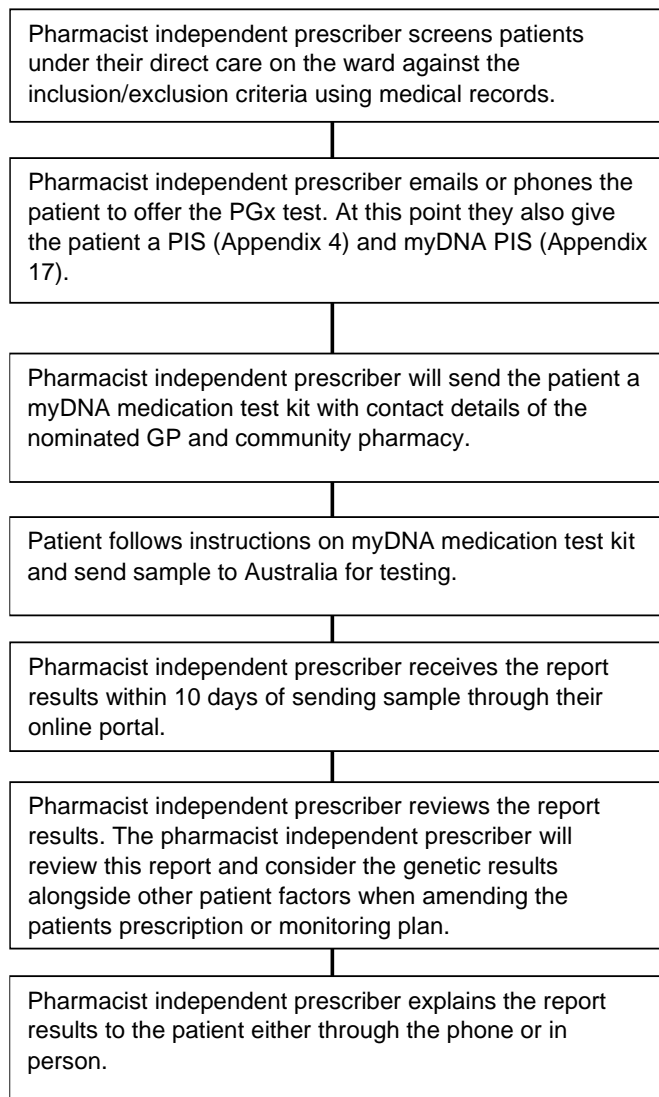 Pharmacist independent prescriber screens patients
under their direct care on the ward against the
inclusion/exclusion criteria using medical records.
Pharmacist independent prescriber emails or phones the
patient to offer the PGx test. At this point they also give
the patient a PIS (Appendix 4) and myDNA PIS (Appendix
17).
Pharmacist independent prescriber will send the patient a
myDNA medication test kit with contact details of the
nominated GP and community pharmacy.
Patient follows instructions on myDNA medication test kit
and send sample to Australia for testing.
Pharmacist independent prescriber receives the report
results within 10 days of sending sample through their
online portal.
Pharmacist independent prescriber reviews the report
results. The pharmacist independent prescriber will
review this report and consider the genetic results
alongside other patient factors when amending the
patients prescription or monitoring plan.
Pharmacist independent prescriber explains the report
results to the patient either through the phone or in
person.